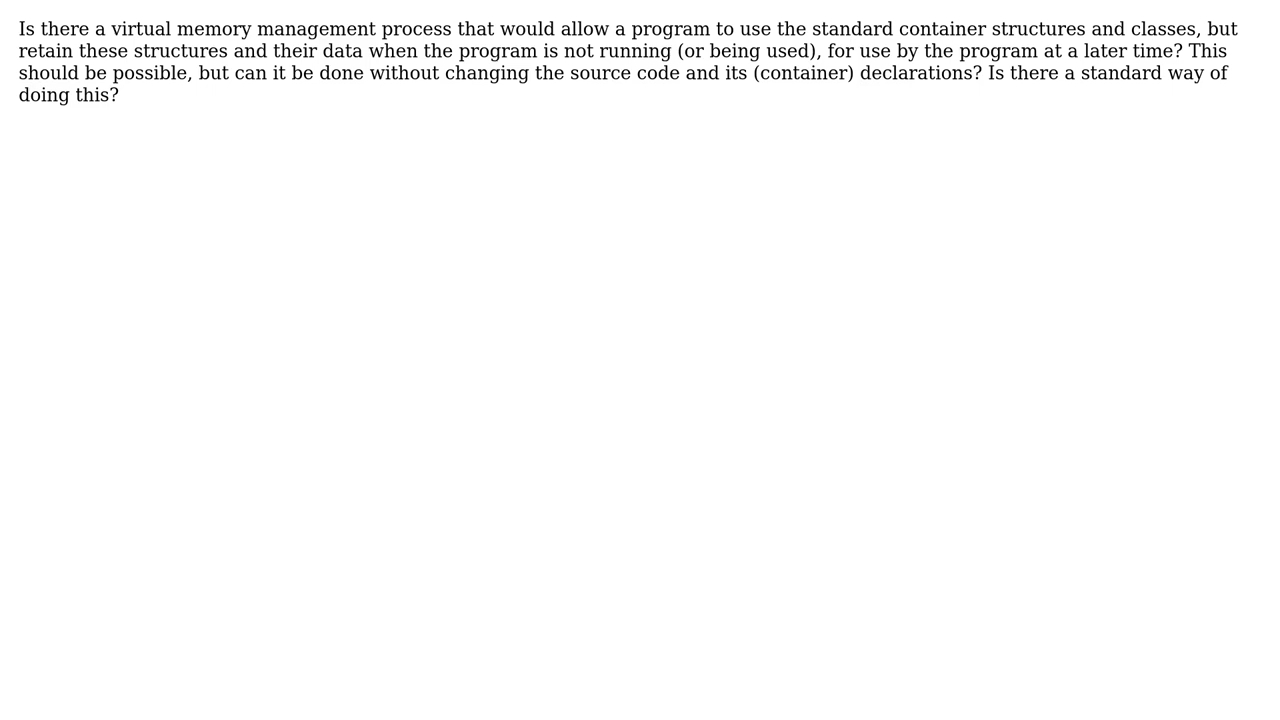 Is there a virtual memory management process that would allow a program to use the standard container structures and classes, but
retain these structures and their data when the program is not running (or being used), for use by the program at a later time? This
should be possible, but can it be done without changing the source code and its (container) declarations? Is there a standard way of
doing this?